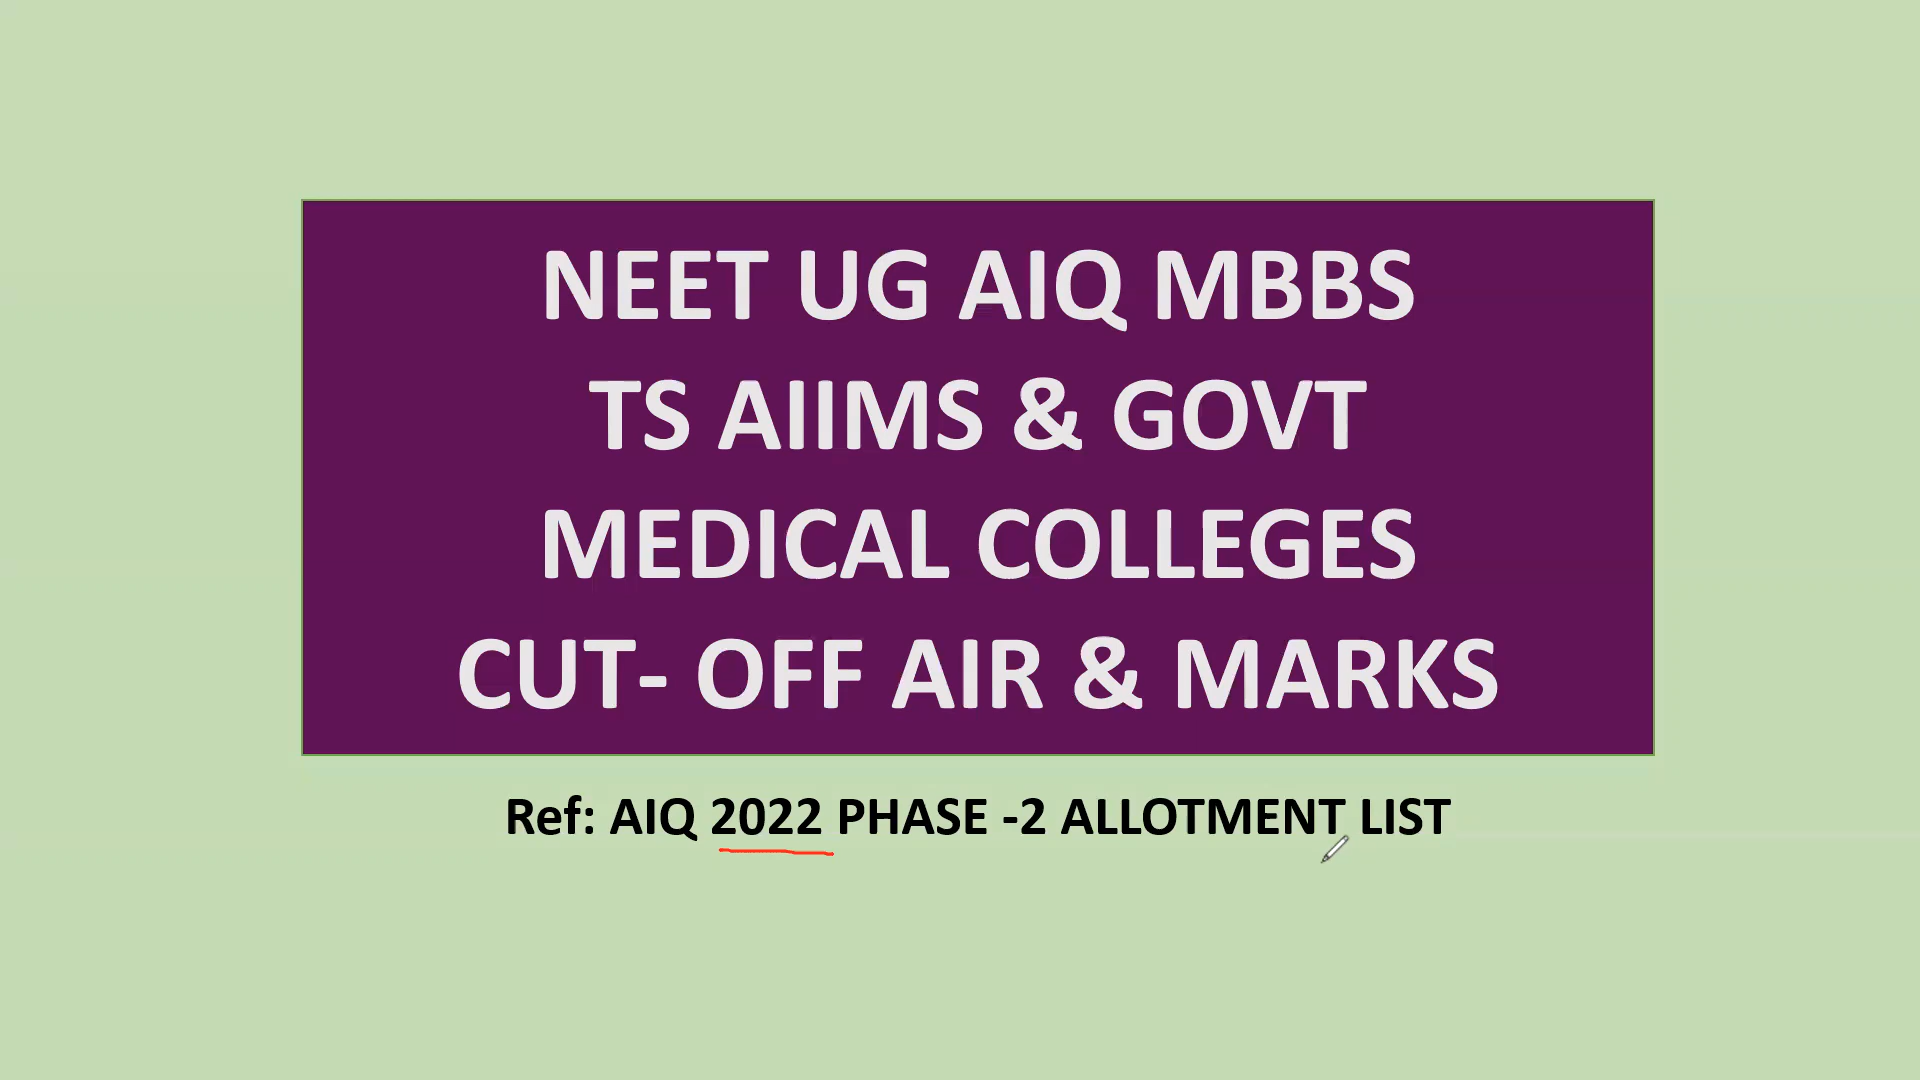 NEET UG AIQ MBBS
TS AIIMS & GOVT
MEDICAL COLLEGES
CUT- OFF AIR & MARKS
Ref: AIQ 2022 PHASE -2 ALLOTMENT LIST